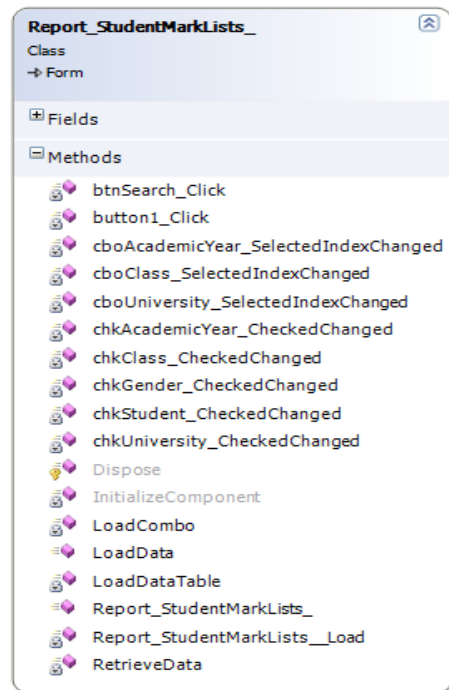 Report_StudentMarkLists_
Class
Form
Fields
Methods
btnSearch_Click
button1_Click
cboAcademicYear_SelectedIndexChanged
cboClass_SelectedIndexChanged
cboUniversity_SelectedIndexChanged
chkAcademicYear_CheckedChanged
chkClass_CheckedChanged
chkGender_CheckedChanged
chkStudent_CheckedChanged
chkUniversity_CheckedChanged
Dispose
InitializeComponent
LoadCombo
LoadData
LoadDataTable
Report_StudentMarkLists_
Report_StudentMarkLists__Load
RetrieveData